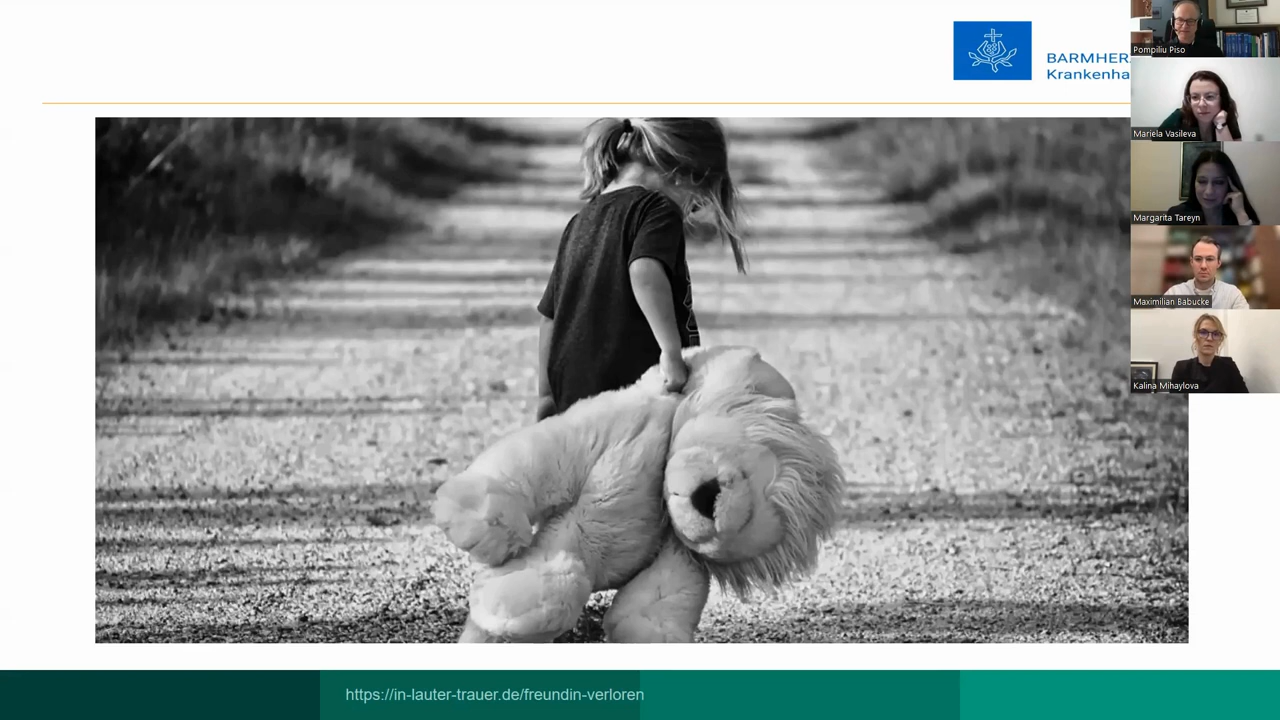 BARMHER
Krankenha
Pompiliu Piso
Mariela Vasileva
Margarita Tareyn
Maximilian Babucke
Kalina Mihaylova
https://in-lauter-trauer.de/freundin-verloren